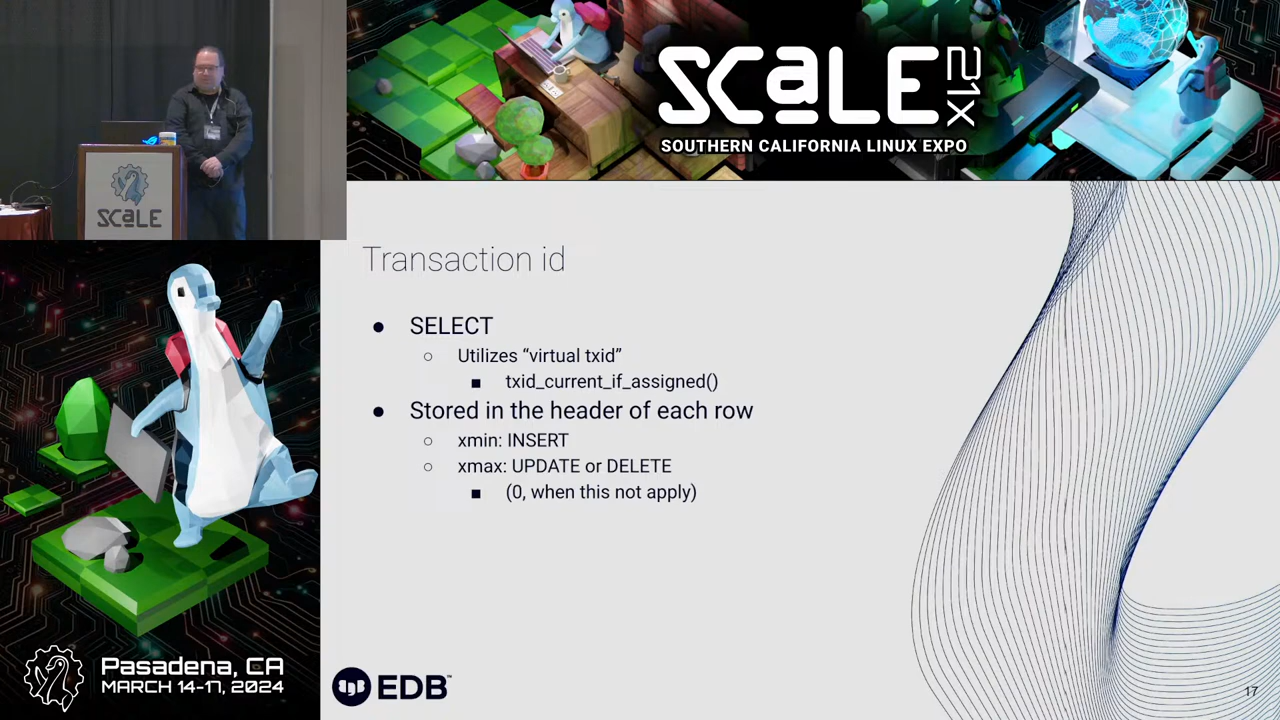 SCALE
SCaLE 21x
SOUTHERN CALIFORNIA LINUX EXPO
Transaction id
● SELECT
○ Utilizes “virtual txid”
■ txid_current_if_assigned()
● Stored in the header of each row
○ xmin: INSERT
○ xmax: UPDATE or DELETE
■ (0, when this not apply)
Pasadena, CA
MARCH 14-17, 2024
EDB™
17